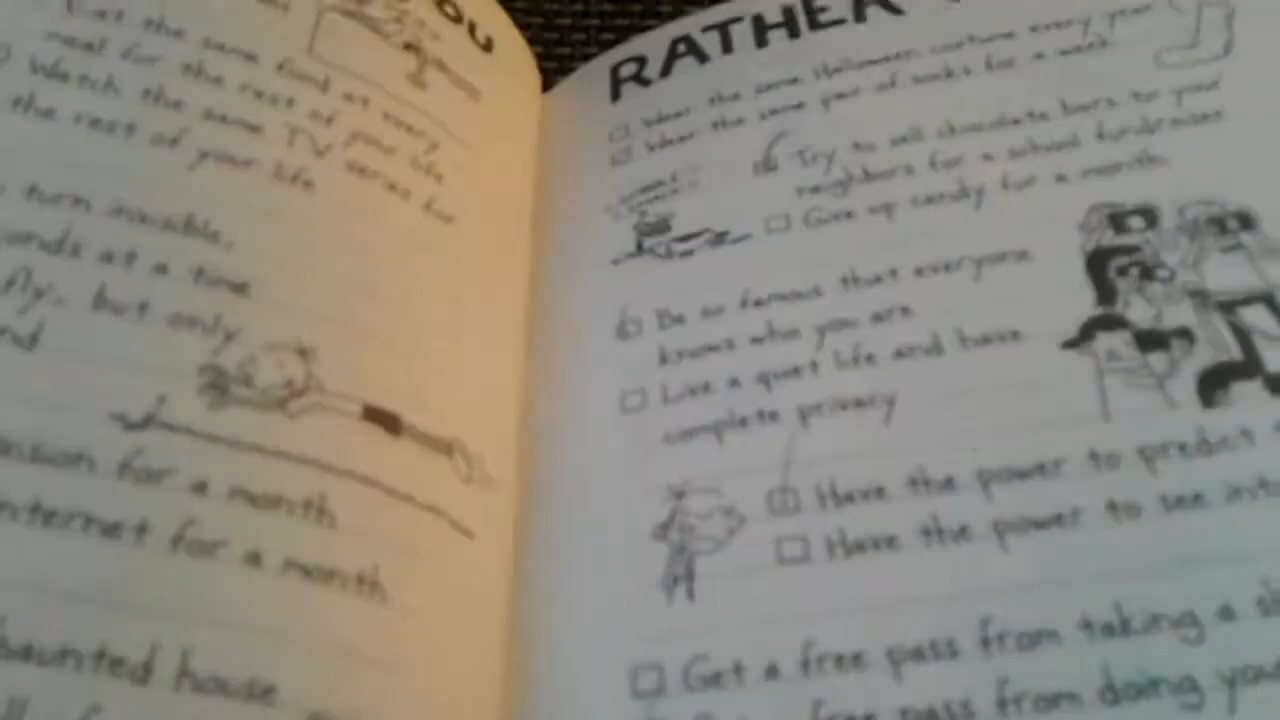 YOU
Eat the same food at every
meal for the rest of your life
Watch the same TV series for
the rest of your life
turn invisible,
at a time
fly, but only
for a month
internet for a month
haunted house
RATHER
Wear the same Halloween costume every year
Wear the same pair of socks for a week
Try to sell chocolate bars to your
neighbors for a school fundraiser
Give up candy for a month
Be so famous that everyone
knows who you are
Live a quiet life and have
complete privacy
Have the power to predict
Have the power to see into
Get a free pass from taking a
free pass from doing your